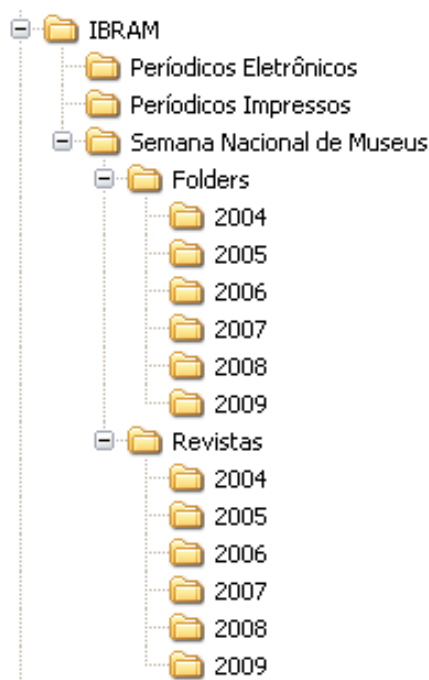 IBRAM
Períodicos Eletrônicos
Períodicos Impressos
Semana Nacional de Museus
Folders
2004
2005
2006
2007
2008
2009
Revistas
2004
2005
2006
2007
2008
2009